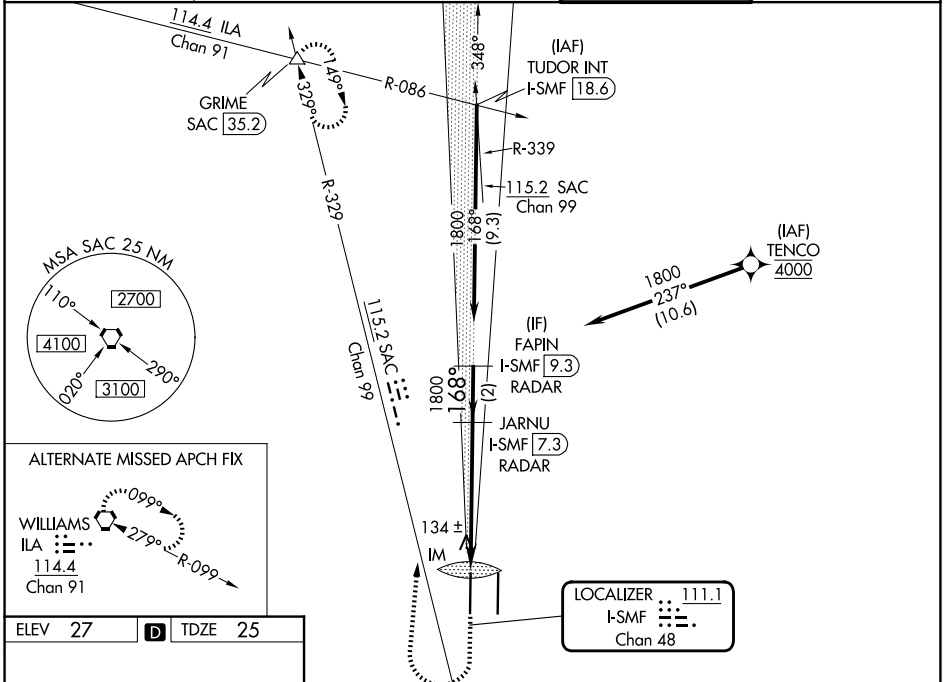 114.4 ILA
Chan 91
GRIME
SAC 35.2
149°
329°
R-086
348°
(IAF)
TUDOR INT
I-SMF 18.6
R-339
115.2 SAC
Chan 99
R-329
1800
168°
(9.3)
(IAF)
TENCO
4000
1800
237°
(10.6)
MSA SAC 25 NM
110°
2700
4100
020°
3100
290°
115.2 SAC
Chan 99
(IF)
FAPIN
I-SMF 9.3
RADAR
1800
168°
(2)
JARNU
I-SMF 7.3
RADAR
ALTERNATE MISSED APCH FIX
099°
WILLIAMS
ILA
279°
R-099
114.4
Chan 91
134 ±
IM
LOCALIZER 111.1
I-SMF
Chan 48
ELEV 27 D TDZE 25